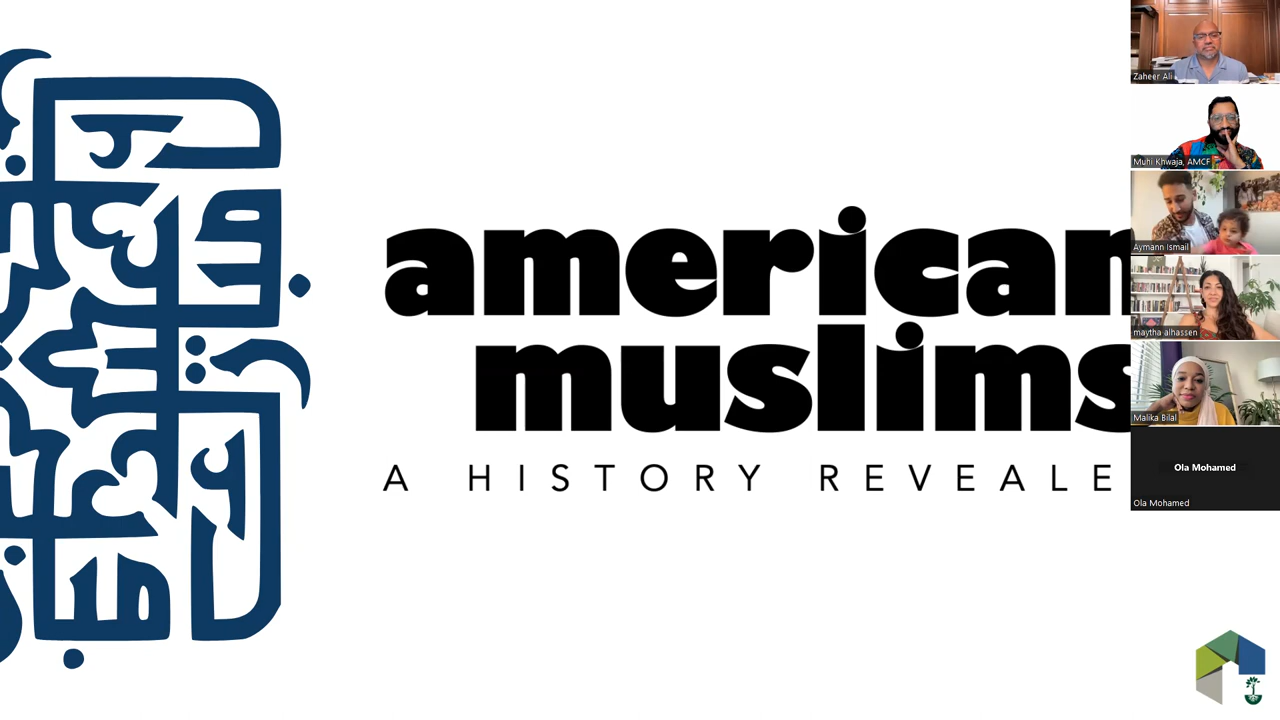 american
muslims
A HISTORY REVEALE
Zaheer Ali
Muhi Khwaja, AMCF
Aymann Ismail
maytha alhassen
Malika Bilal
Ola Mohamed
Ola Mohamed